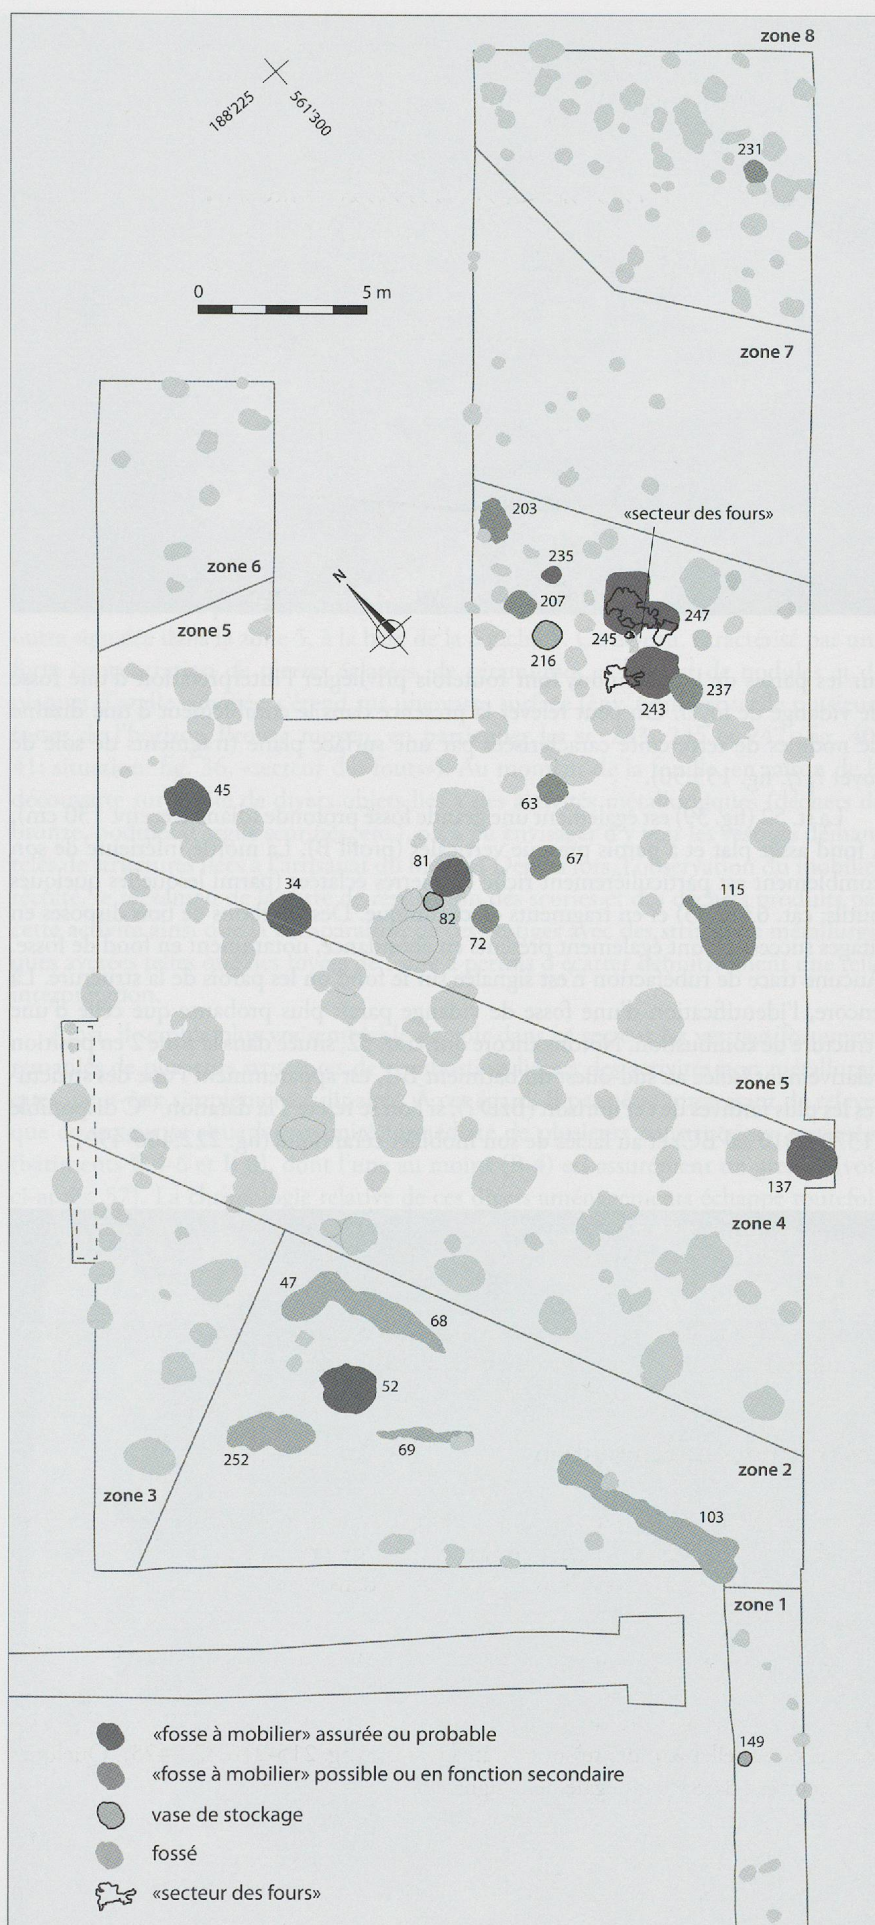 zone 8
188'225
561'300
231
0
5 m
zone 7
203
«secteur des fours»
235
207
247
245
216
237
243
zone 6
zone 5
N
45
63
81
67
34
82
115
72
zone 5
137
zone 4
47
68
52
252
69
zone 2
zone 3
103
zone 1
149
«fosse à mobilier» assurée ou probable
«fosse à mobilier» possible ou en fonction secondaire
vase de stockage
fossé
«secteur des fours»